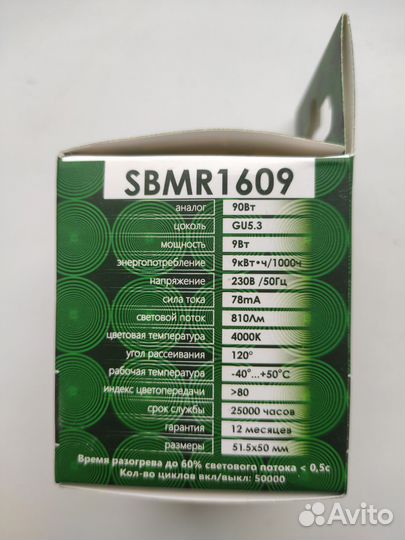 SBMR1609
аналог 90Вт
цоколь GU5.3
мощность 9Вт
энергопотребление 9кВт•ч/1000ч
напряжение 230В /50Гц
сила тока 78mA
световой поток 810Лм
цветовая температура 4000K
угол рассеивания 120°
рабочая температура -40°...+50°C
индекс цветопередачи >80
срок службы 25000 часов
гарантия 12 месяцев
размеры 51.5x50 мм
Время разогрева до 60% светового потока < 0,5с
Кол-во циклов вкл/выкл: 50000
Avito